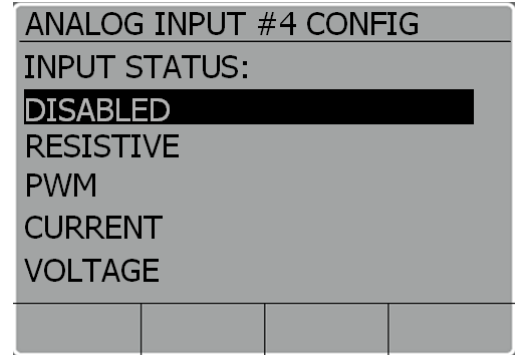 ANALOG INPUT #4 CONFIG
INPUT STATUS:
DISABLED
RESISTIVE
PWM
CURRENT
VOLTAGE